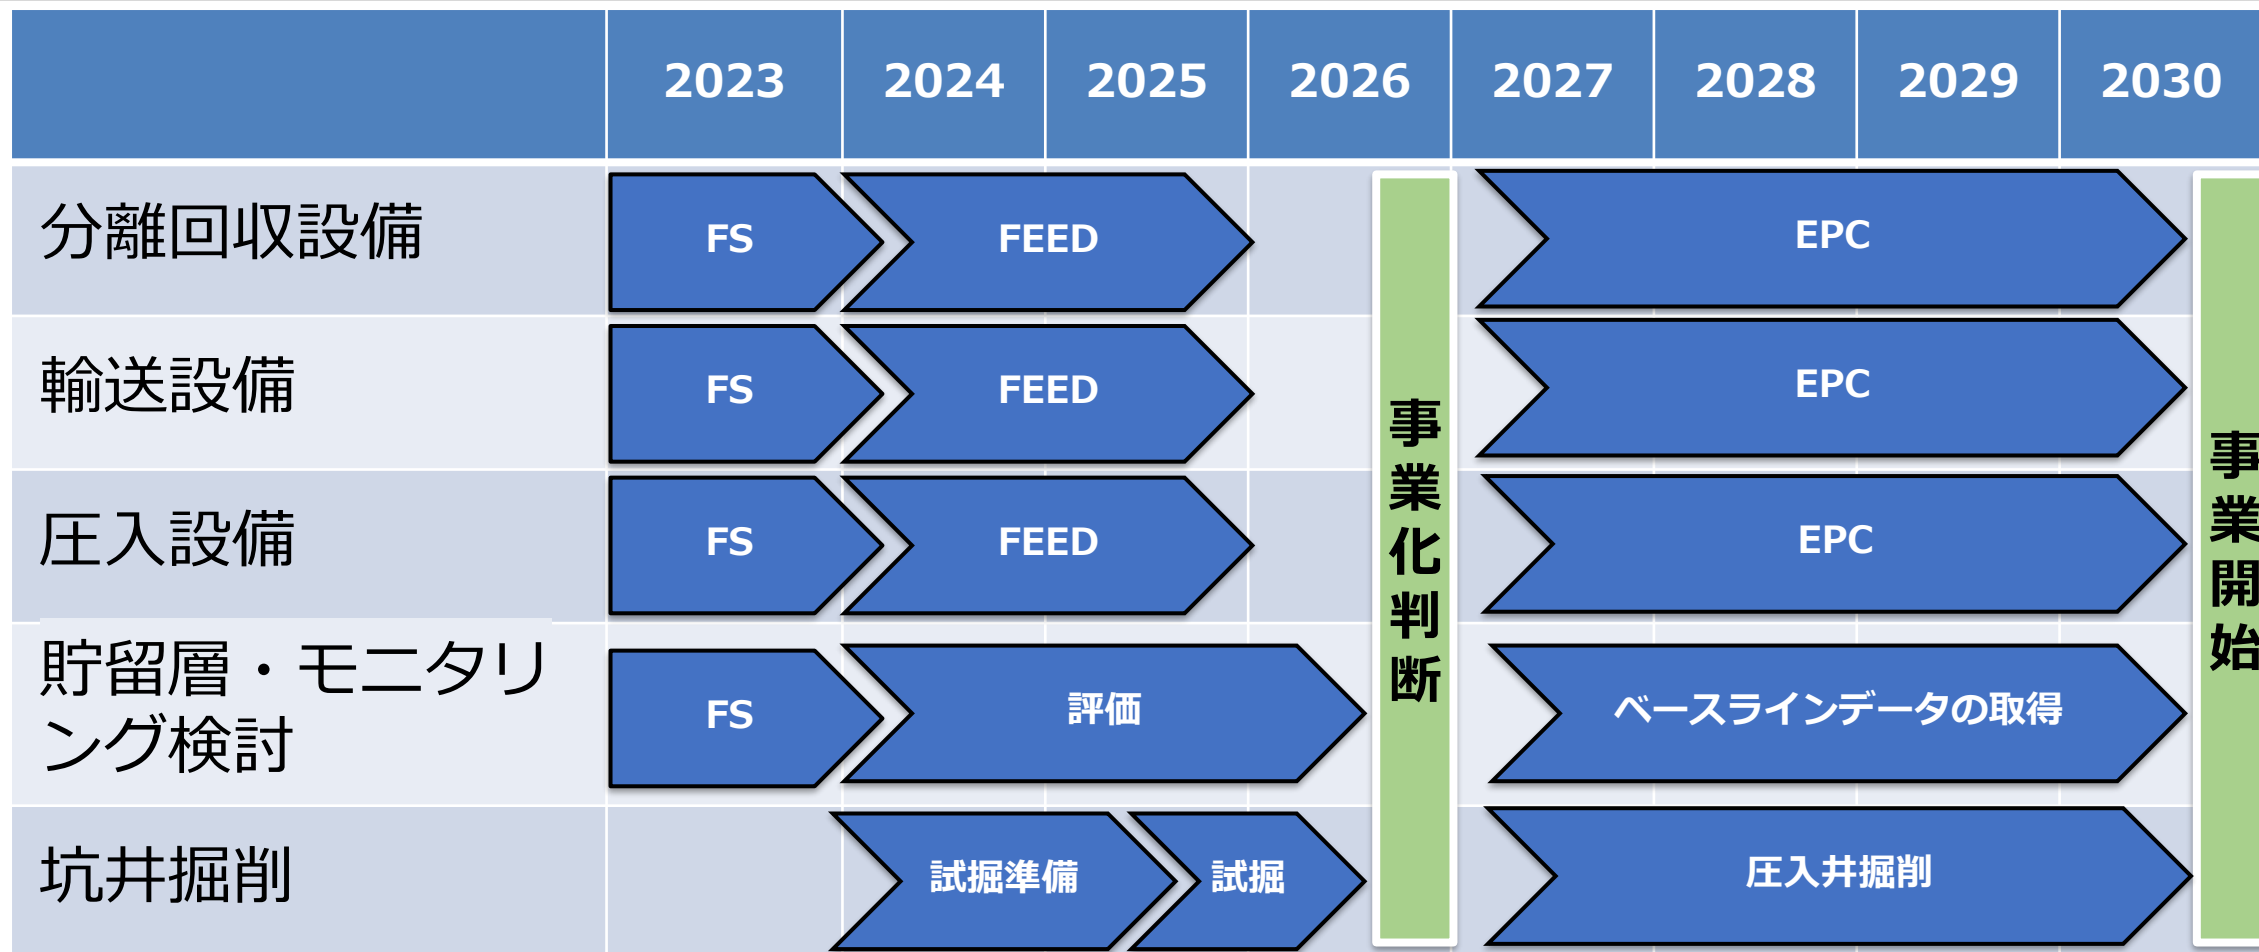 2023 2024 2025 2026 2027 2028 2029 2030
分離回収設備
FS
FEED
EPC
輸送設備
FS
FEED
EPC
圧入設備
FS
FEED
EPC
貯留層・モニタリ
ング検討
FS
評価
ベースラインデータの取得
坑井掘削
試掘準備
試掘
圧入井掘削
事業化判断
事業開始